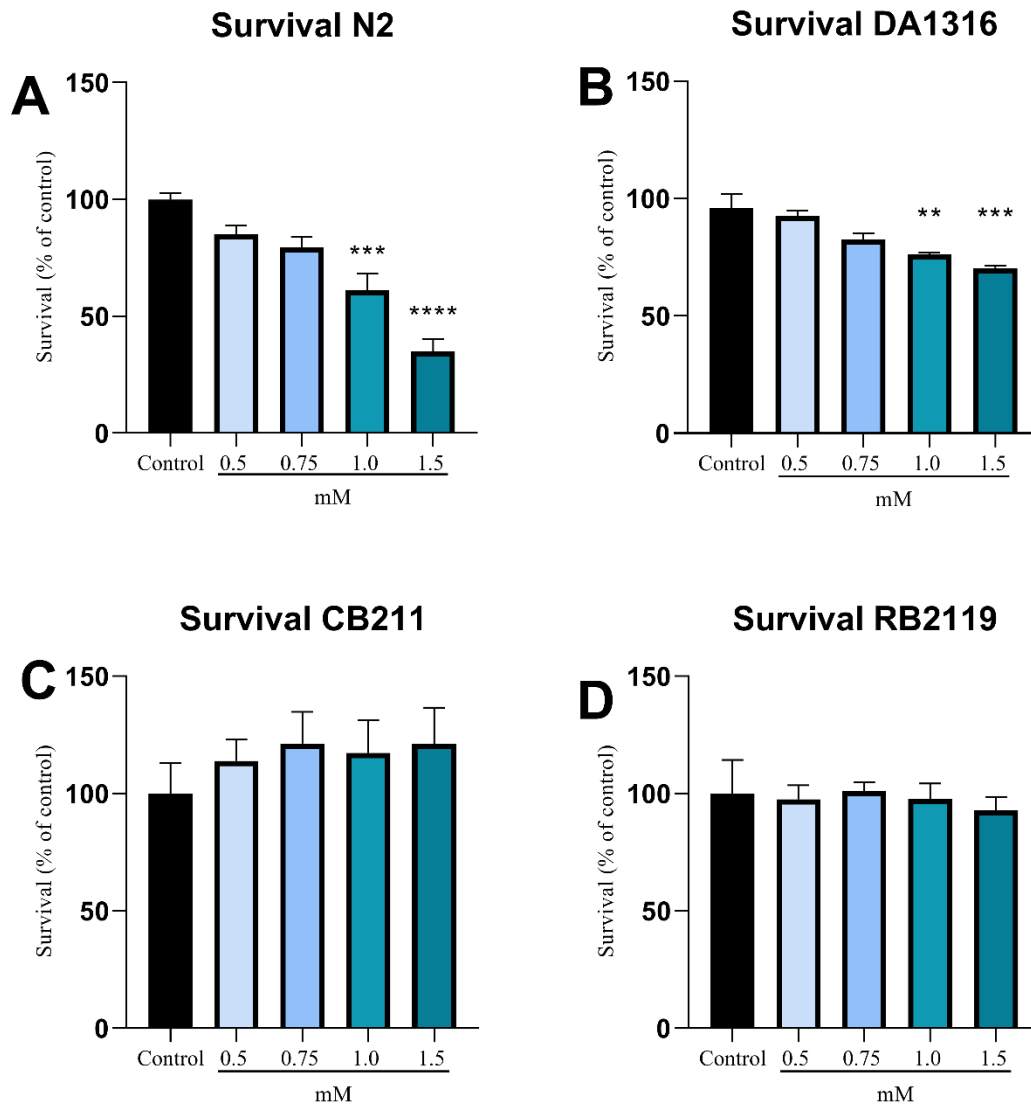 Survival N2
A
Survival (% of control)
150
100
50
0
***
****
Control 0.5 0.75 1.0 1.5
mM
Survival DA1316
B
Survival (% of control)
150
100
50
0
** ***
Control 0.5 0.75 1.0 1.5
mM
Survival CB211
C
Survival (% of control)
150
100
50
0
Control 0.5 0.75 1.0 1.5
mM
Survival RB2119
D
Survival (% of control)
150
100
50
0
Control 0.5 0.75 1.0 1.5
mM